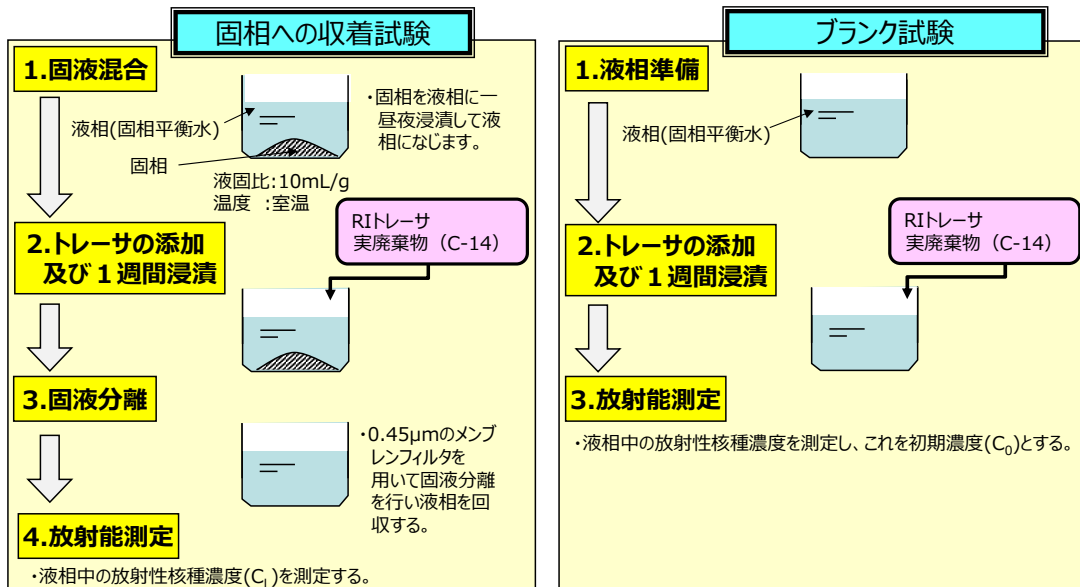 固相への収着試験
1.固液混合
液相(固相平衡水)
固相
・固相を液相に一
昼夜浸漬して液
相になじます。
液固比:10mL/g
温度 :室温
RIトレーサ
実廃棄物（C-14）
2.トレーサの添加
及び１週間浸漬
3.固液分離
・0.45μmのメンブ
レンフィルタを
用いて固液分離
を行い液相を回
収する。
4.放射能測定
・液相中の放射性核種濃度(CL)を測定する。
ブランク試験
1.液相準備
液相(固相平衡水)
RIトレーサ
実廃棄物（C-14）
2.トレーサの添加
及び１週間浸漬
3.放射能測定
・液相中の放射性核種濃度を測定し、これを初期濃度(C0)とする。